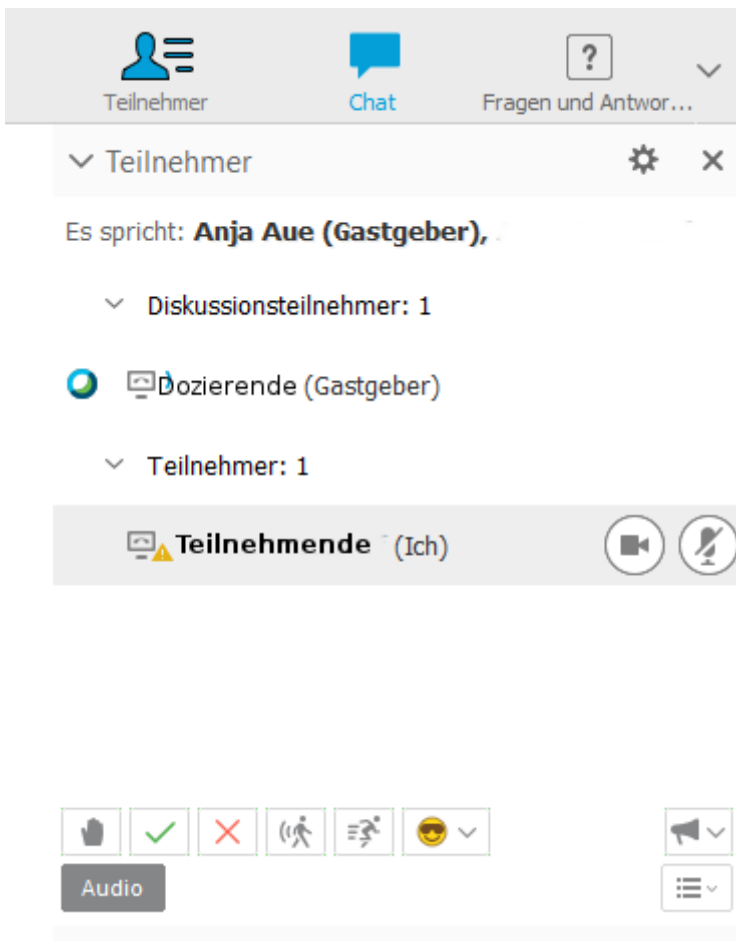 Teilnehmer
Chat
Fragen und Antwor...
Teilnehmer
Es spricht: Anja Aue (Gastgeber),
Diskussionsteilnehmer: 1
Dozierende (Gastgeber)
Teilnehmer: 1
Teilnehmende (Ich)
Audio